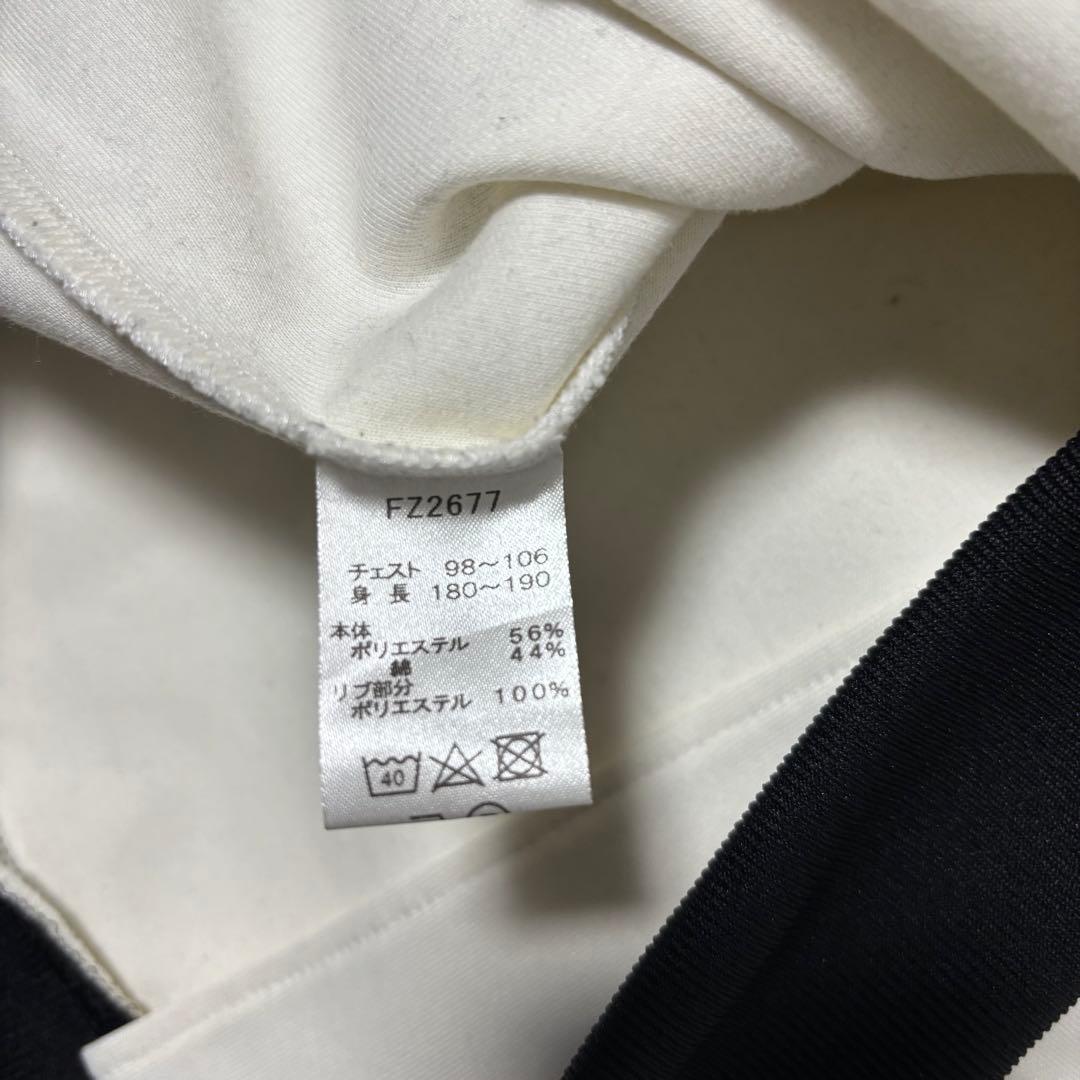 FZ2677
チェスト 98～106
身長 180～190
本体
ポリエステル 56%
綿 44%
リブ部分
ポリエステル 100%
40